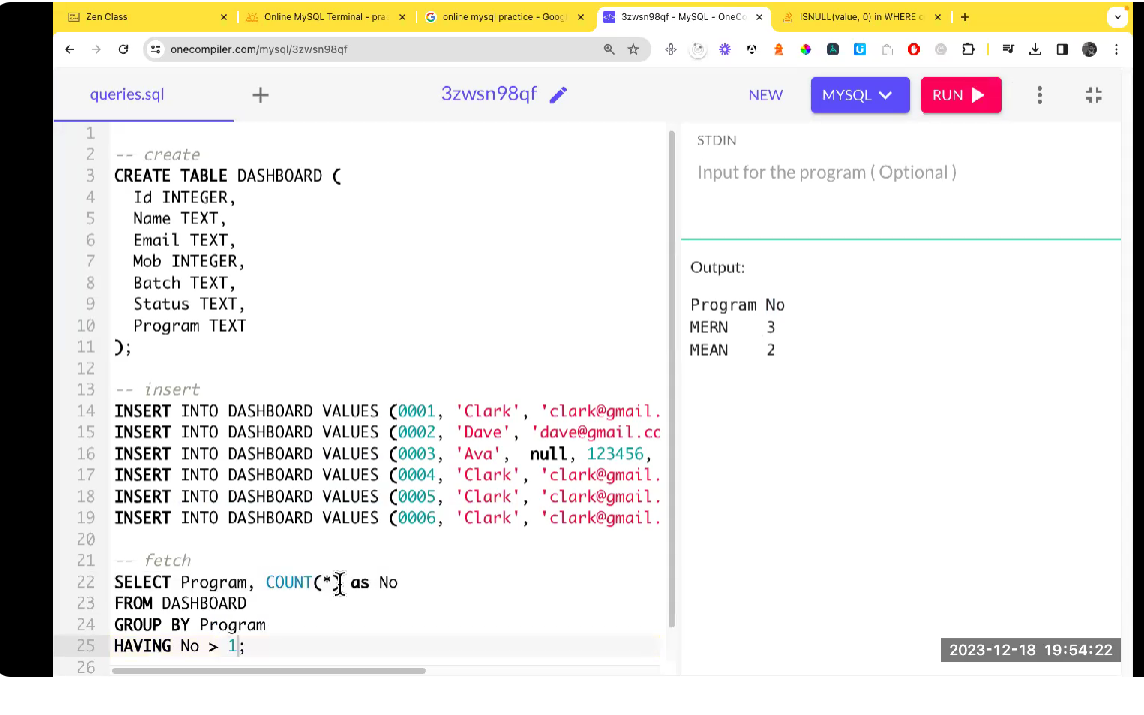 Zen Class
Online MySQL Terminal - pra
online mysql practice - Googl
3zwsn98qf - MySQL - OneCo
ISNULL(value, 0) in WHERE c
onecompiler.com/mysql/3zwsn98qf
queries.sql
3zwsn98qf
NEW
MYSQL
RUN
1
2 -- create
3 CREATE TABLE DASHBOARD (
4 Id INTEGER,
5 Name TEXT,
6 Email TEXT,
7 Mob INTEGER,
8 Batch TEXT,
9 Status TEXT,
10 Program TEXT
11 );
12
13 -- insert
14 INSERT INTO DASHBOARD VALUES (0001, 'Clark', 'clark@gmail.
15 INSERT INTO DASHBOARD VALUES (0002, 'Dave', 'dave@gmail.co
16 INSERT INTO DASHBOARD VALUES (0003, 'Ava', null, 123456,
17 INSERT INTO DASHBOARD VALUES (0004, 'Clark', 'clark@gmail.
18 INSERT INTO DASHBOARD VALUES (0005, 'Clark', 'clark@gmail.
19 INSERT INTO DASHBOARD VALUES (0006, 'Clark', 'clark@gmail.
20
21 -- fetch
22 SELECT Program, COUNT(*) as No
23 FROM DASHBOARD
24 GROUP BY Program
25 HAVING No > 1;
26
STDIN
Input for the program ( Optional )
Output:
Program No
MERN 3
MEAN 2
2023-12-18 19:54:22